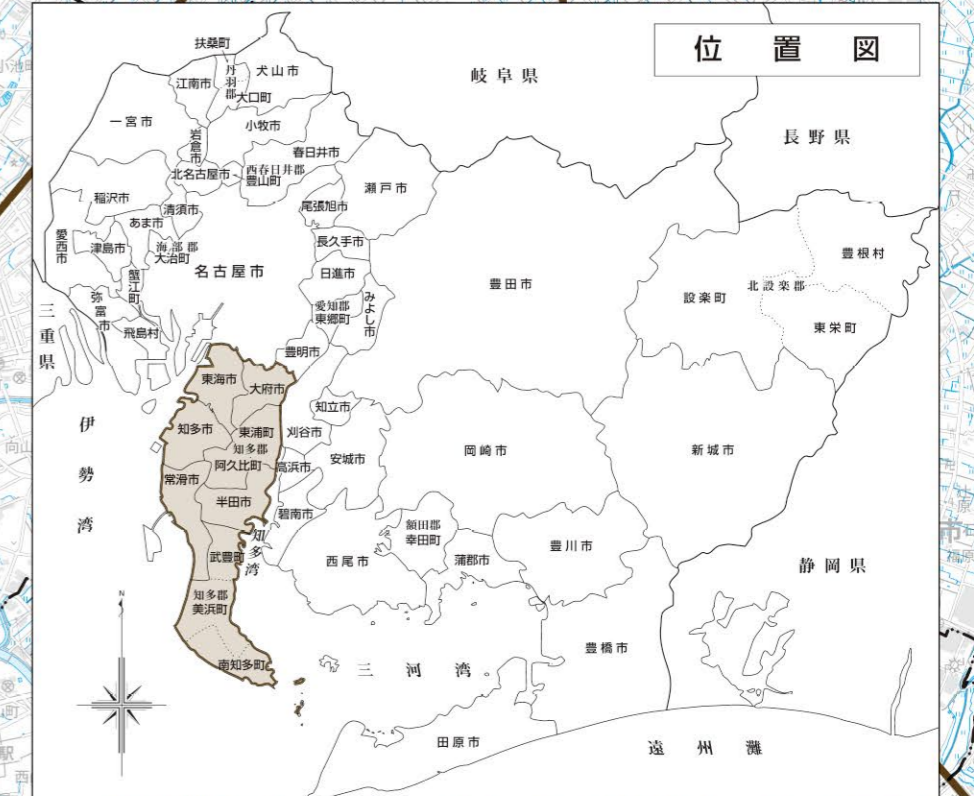 位置図
岐阜県
長野県
静岡県
三重県
伊勢湾
知多湾
三河湾
遠州灘
扶桑町
丹羽郡
犬山市
江南市
大口町
一宮市
小牧市
岩倉市
春日井市
西春日井郡
北名古屋市
豊山町
瀬戸市
稲沢市
清須市
尾張旭市
あま市
愛西市
津島市
海部郡
大治町
長久手市
名古屋市
蟹江町
日進市
弥富市
飛島村
愛知郡
東郷町
みよし市
豊明市
豊田市
設楽町
北設楽郡
豊根村
東栄町
新城市
東海市
大府市
知多市
東浦町
知多郡
阿久比町
常滑市
半田市
武豊町
知多郡
美浜町
南知多町
知立市
刈谷市
高浜市
安城市
碧南市
岡崎市
西尾市
額田郡
幸田町
蒲郡市
豊川市
豊橋市
田原市
N
小池
向山
町
駅
西
市